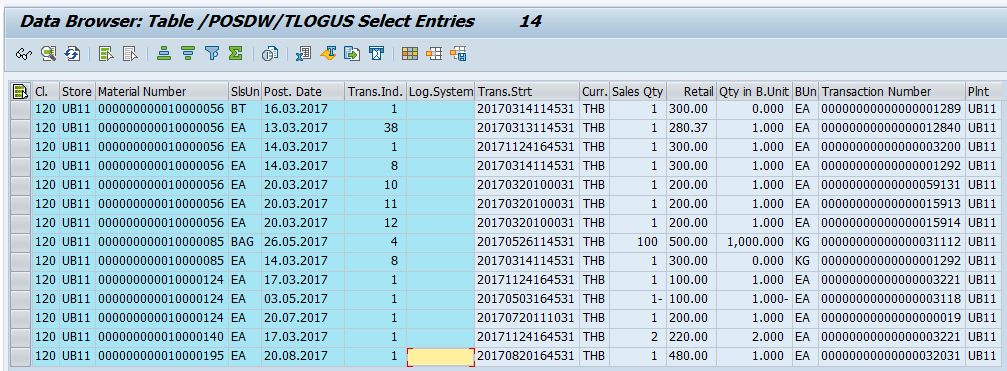 Data Browser: Table /POSDW/TLOGUS Select Entries 14
Cl. Store Material Number SlsUn Post. Date Trans.Ind. Log.System Trans.Strt Curr. Sales Qty Retail Qty in B.Unit BUn Transaction Number Plnt
120 UB11 000000000010000056 BT 16.03.2017 1 20170314114531 THB 1 300.00 0.000 EA 00000000000000001289 UB11
120 UB11 000000000010000056 EA 13.03.2017 38 20170313114531 THB 1 280.37 1.000 EA 00000000000000012840 UB11
120 UB11 000000000010000056 EA 14.03.2017 1 20171124164531 THB 1 300.00 1.000 EA 00000000000000003200 UB11
120 UB11 000000000010000056 EA 14.03.2017 8 20170314114531 THB 1 300.00 1.000 EA 00000000000000001292 UB11
120 UB11 000000000010000056 EA 20.03.2017 10 20170320100031 THB 1 200.00 1.000 EA 00000000000000059131 UB11
120 UB11 000000000010000056 EA 20.03.2017 11 20170320100031 THB 1 200.00 1.000 EA 00000000000000015913 UB11
120 UB11 000000000010000056 EA 20.03.2017 12 20170320100031 THB 1 200.00 1.000 EA 00000000000000015914 UB11
120 UB11 000000000010000085 BAG 26.05.2017 4 20170526114531 THB 100 500.00 1,000.000 KG 00000000000000031112 UB11
120 UB11 000000000010000085 EA 14.03.2017 8 20170314114531 THB 1 300.00 0.000 KG 00000000000000001292 UB11
120 UB11 000000000010000124 EA 17.03.2017 1 20171124164531 THB 1 100.00 1.000 EA 00000000000000003221 UB11
120 UB11 000000000010000124 EA 03.05.2017 1 20170503164531 THB 1- 100.00 1.000- EA 00000000000000003118 UB11
120 UB11 000000000010000124 EA 20.07.2017 1 20170720111031 THB 1 200.00 1.000 EA 00000000000000000019 UB11
120 UB11 000000000010000140 EA 17.03.2017 1 20171124164531 THB 2 220.00 2.000 EA 00000000000000003221 UB11
120 UB11 000000000010000195 EA 20.08.2017 1 20170820164531 THB 1 480.00 1.000 EA 00000000000000032031 UB11